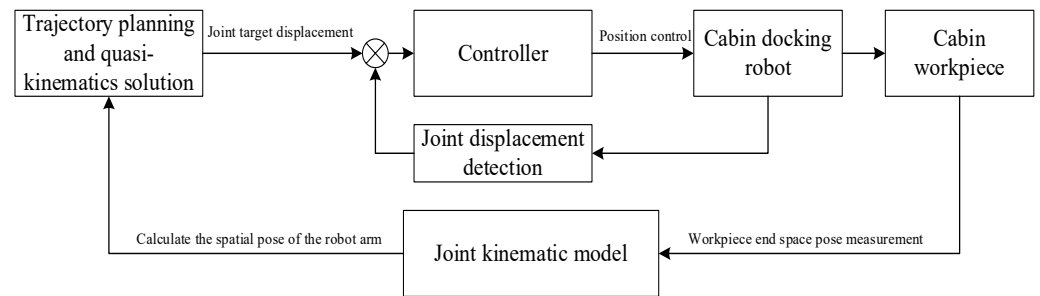 Trajectory planning
and quasi-
kinematics solution
Joint target displacement
Controller
Position control
Cabin docking
robot
Cabin
workpiece
Joint displacement
detection
Calculate the spatial pose of the robot arm
Joint kinematic model
Workpiece end space pose measurement